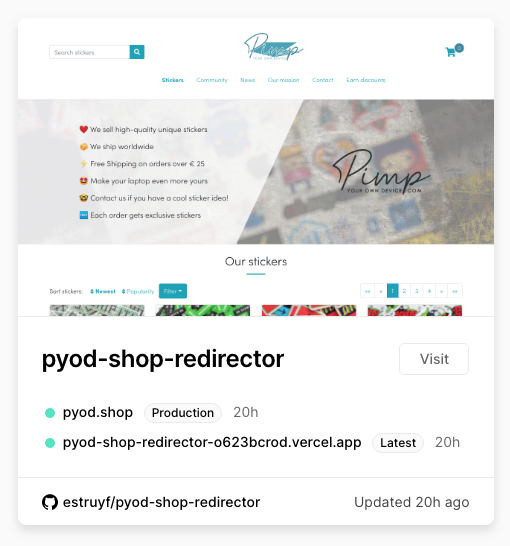 Search stickers
Pimp
YOUR OWN DEVICE
0
Stickers Community News Our mission Contact Earn discounts
❤️ We sell high-quality unique stickers
📦 We ship worldwide
⚡ Free Shipping on orders over € 25
🤩 Make your laptop even more yours
🤓 Contact us if you have a cool sticker idea!
🆕 Each order gets exclusive stickers
Pimp
YOUR OWN DEVICE.COM
Our stickers
Sort stickers: Newest Popularity Filter
«« « 1 2 3 4 » »»
pyod-shop-redirector
Visit
pyod.shop Production 20h
pyod-shop-redirector-o623bcrod.vercel.app Latest 20h
estruyf/pyod-shop-redirector Updated 20h ago